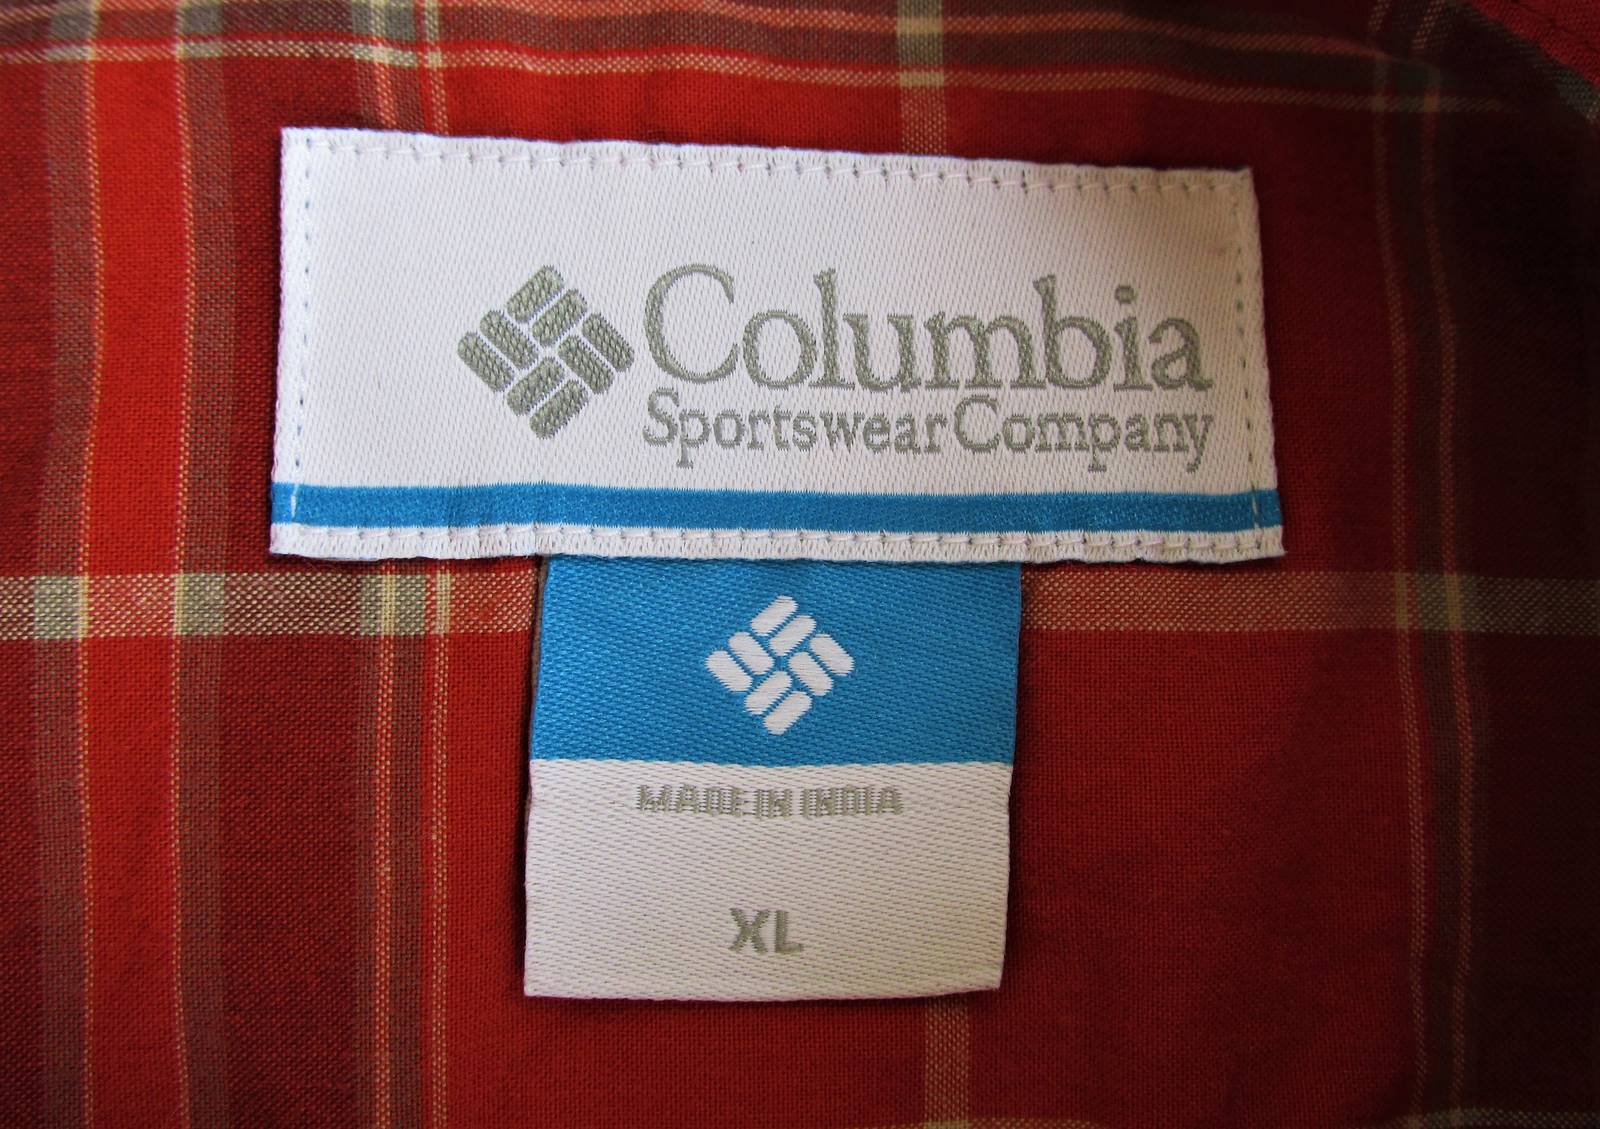 Columbia
Sportswear Company
MADE IN INDIA
XL